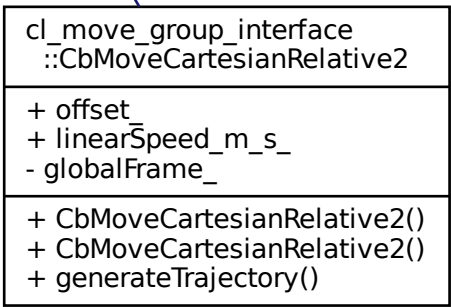 cl_move_group_interface
::CbMoveCartesianRelative2
+ offset_
+ linearSpeed_m_s_
- globalFrame_
+ CbMoveCartesianRelative2()
+ CbMoveCartesianRelative2()
+ generateTrajectory()